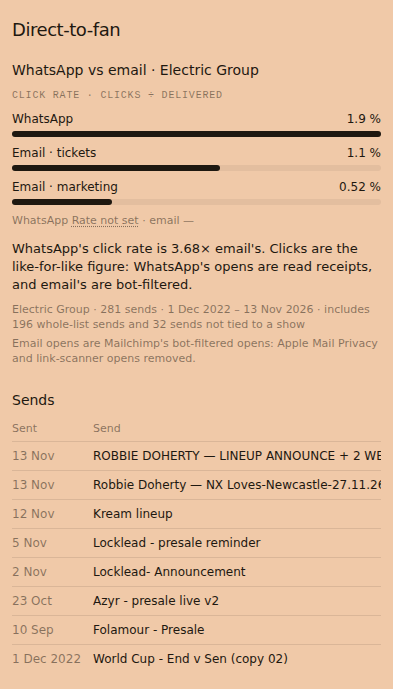 Direct-to-fan
WhatsApp vs email · Electric Group
CLICK RATE · CLICKS ÷ DELIVERED
WhatsApp 1.9 %
Email · tickets 1.1 %
Email · marketing 0.52 %
WhatsApp Rate not set · email —
WhatsApp's click rate is 3.68× email's. Clicks are the
like-for-like figure: WhatsApp's opens are read receipts,
and email's are bot-filtered.
Electric Group · 281 sends · 1 Dec 2022 – 13 Nov 2026 · includes
196 whole-list sends and 32 sends not tied to a show
Email opens are Mailchimp's bot-filtered opens: Apple Mail Privacy
and link-scanner opens removed.
Sends
Sent Send
13 Nov ROBBIE DOHERTY — LINEUP ANNOUNCE + 2 WE
13 Nov Robbie Doherty — NX Loves-Newcastle-27.11.26
12 Nov Kream lineup
5 Nov Locklead - presale reminder
2 Nov Locklead- Announcement
23 Oct Azyr - presale live v2
10 Sep Folamour - Presale
1 Dec 2022 World Cup - End v Sen (copy 02)